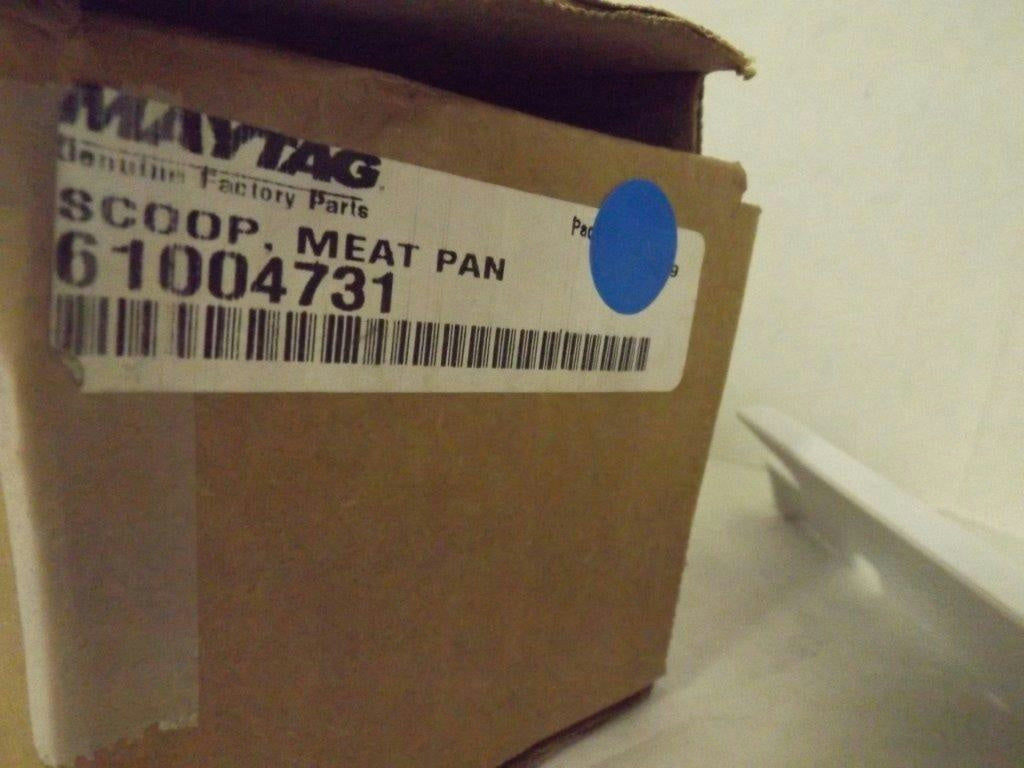 MAYTAG
Genuine Factory Parts
SCOOP, MEAT PAN
61004731